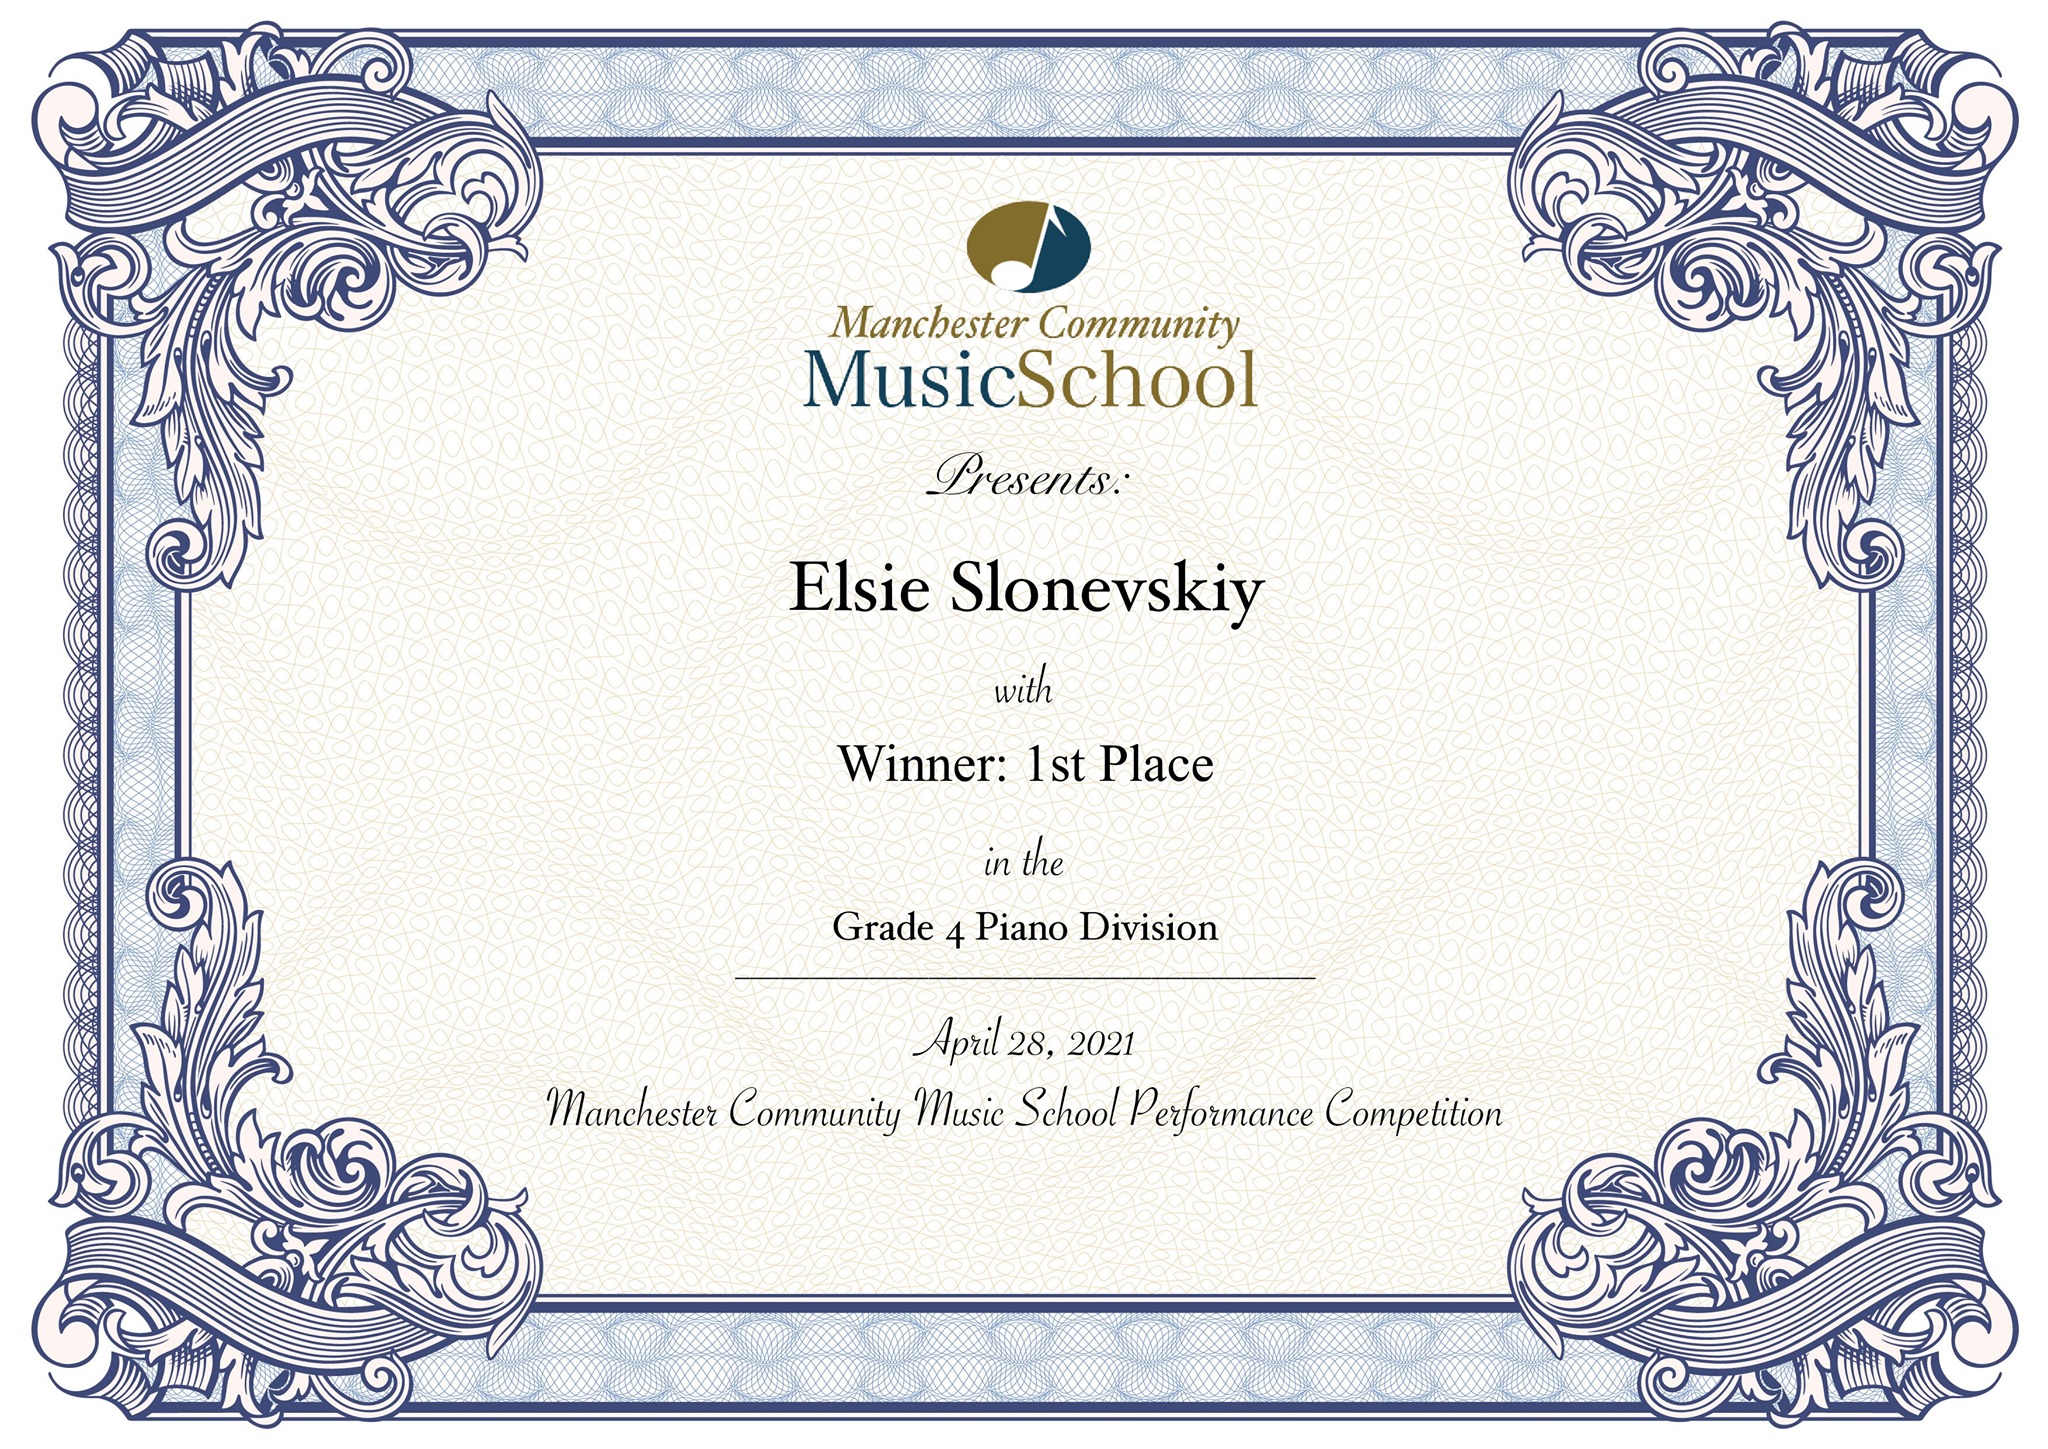 Manchester Community
MusicSchool
Presents:
Elsie Slonevskiy
with
Winner: 1st Place
in the
Grade 4 Piano Division
April 28, 2021
Manchester Community Music School Performance Competition